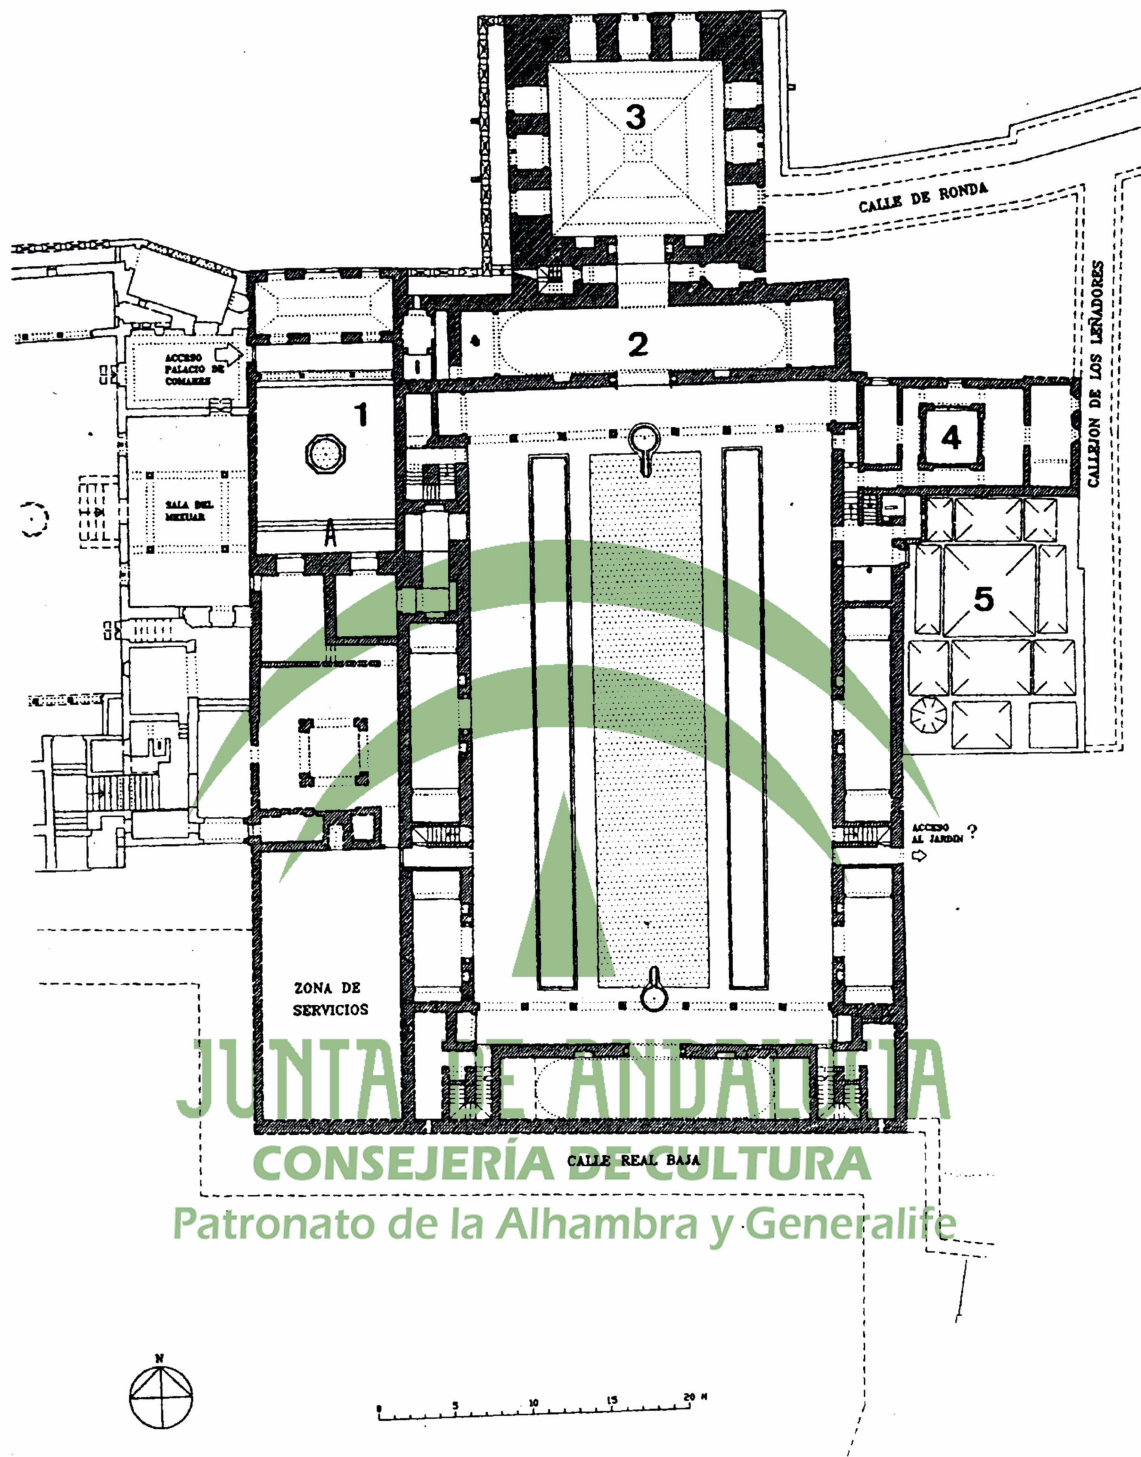 3
CALLE DE RONDA
CALLEJON DE LOS LEÑADORES
ACCESO
PALACIO DE
COMARES
2
1
4
SALA DEL
MEXUAR
A
5
ACCESO
AL JARDIN ?
ZONA DE
SERVICIOS
JUNTA DE ANDALUCIA
CALLE REAL BAJA
CONSEJERÍA DE CULTURA
Patronato de la Alhambra y Generalife
N
0 5 10 15 20 M